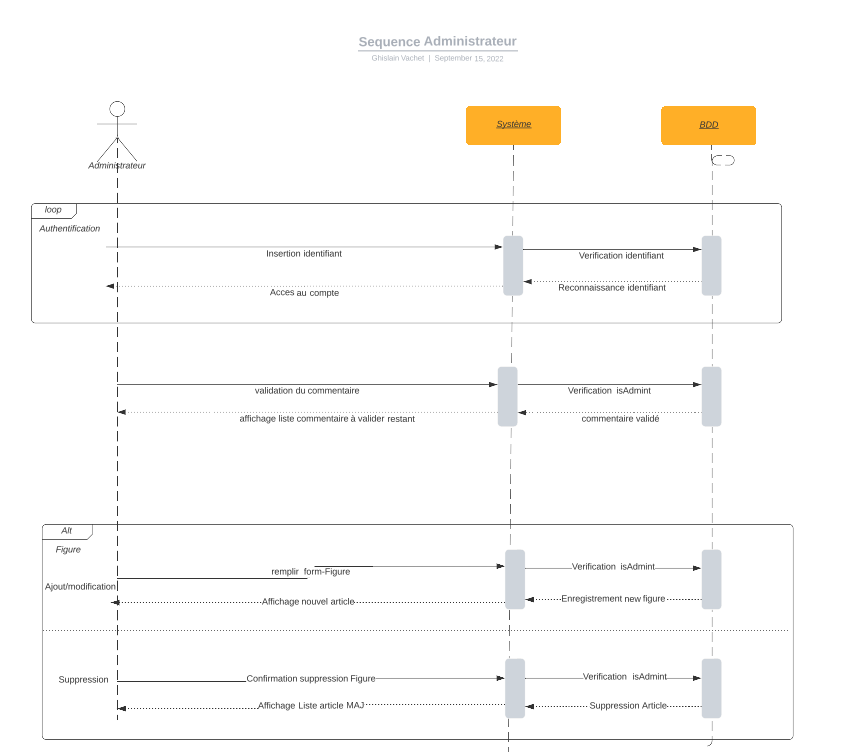 Sequence Administrateur
Ghislain Vachet | September 15, 2022
Système
BDD
Administrateur
loop
Authentification
Insertion identifiant
Verification identifiant
Reconnaissance identifiant
Acces au compte
validation du commentaire
Verification isAdmint
affichage liste commentaire à valider restant
commentaire validé
Alt
Figure
remplir form-Figure
Verification isAdmint
Ajout/modification
Affichage nouvel article
Enregistrement new figure
Suppression
Confirmation suppression Figure
Verification isAdmint
Affichage Liste article MAJ
Suppression Article